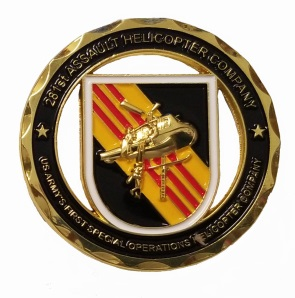 281st ASSAULT HELICOPTER COMPANY
(US ARMY'S FIRST SPECIAL OPERATIONS HELICOPTER COMPANY)